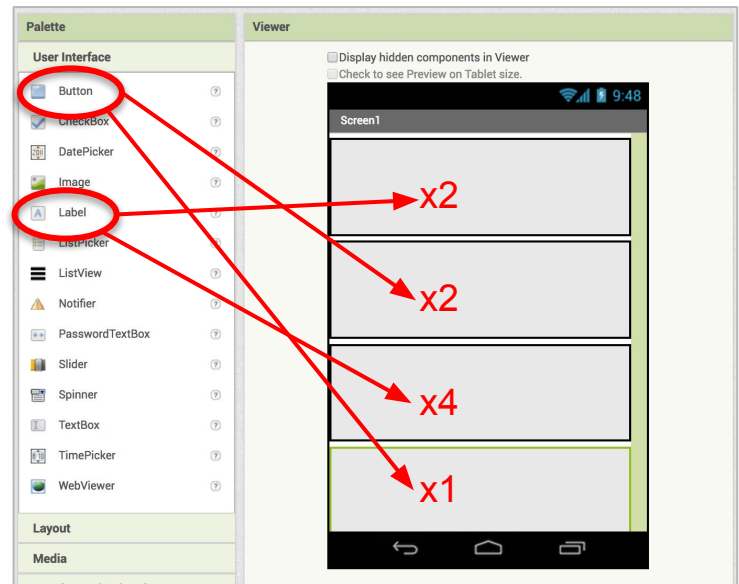 Palette
Viewer
User Interface
Display hidden components in Viewer
Check to see Preview on Tablet size.
Button
CheckBox
DatePicker
Image
Label
ListPicker
ListView
Notifier
PasswordTextBox
Slider
Spinner
TextBox
TimePicker
WebViewer
Layout
Media
9:48
Screen1
x2
x2
x4
x1